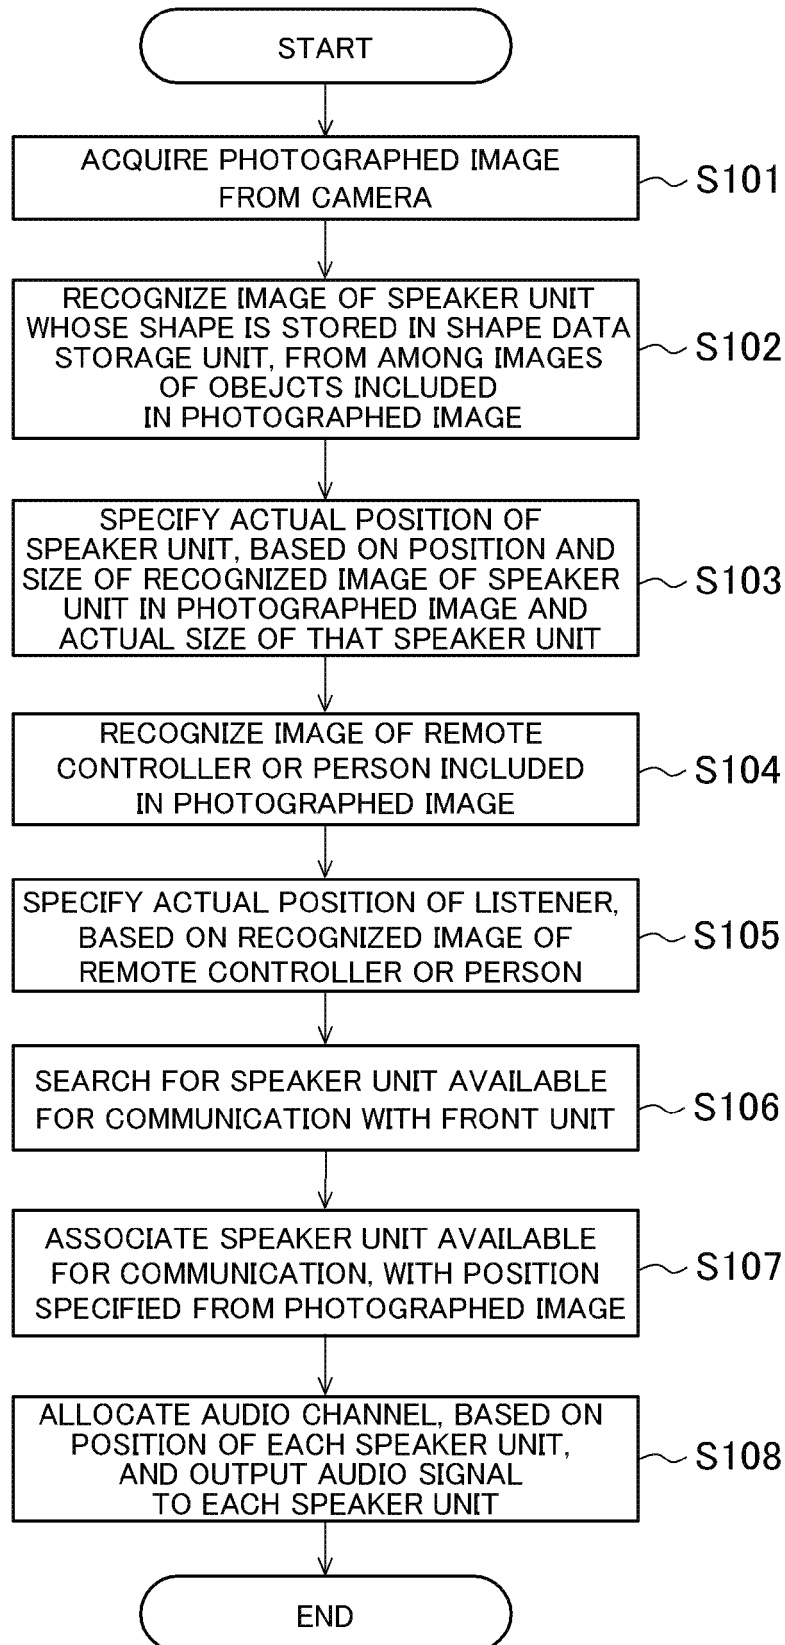 START
ACQUIRE PHOTOGRAPHED IMAGE
FROM CAMERA
S101
RECOGNIZE IMAGE OF SPEAKER UNIT
WHOSE SHAPE IS STORED IN SHAPE DATA
STORAGE UNIT, FROM AMONG IMAGES
OF OBEJCTS INCLUDED
IN PHOTOGRAPHED IMAGE
S102
SPECIFY ACTUAL POSITION OF
SPEAKER UNIT, BASED ON POSITION AND
SIZE OF RECOGNIZED IMAGE OF SPEAKER
UNIT IN PHOTOGRAPHED IMAGE AND
ACTUAL SIZE OF THAT SPEAKER UNIT
S103
RECOGNIZE IMAGE OF REMOTE
CONTROLLER OR PERSON INCLUDED
IN PHOTOGRAPHED IMAGE
S104
SPECIFY ACTUAL POSITION OF LISTENER,
BASED ON RECOGNIZED IMAGE OF
REMOTE CONTROLLER OR PERSON
S105
SEARCH FOR SPEAKER UNIT AVAILABLE
FOR COMMUNICATION WITH FRONT UNIT
S106
ASSOCIATE SPEAKER UNIT AVAILABLE
FOR COMMUNICATION, WITH POSITION
SPECIFIED FROM PHOTOGRAPHED IMAGE
S107
ALLOCATE AUDIO CHANNEL, BASED ON
POSITION OF EACH SPEAKER UNIT,
AND OUTPUT AUDIO SIGNAL
TO EACH SPEAKER UNIT
S108
END